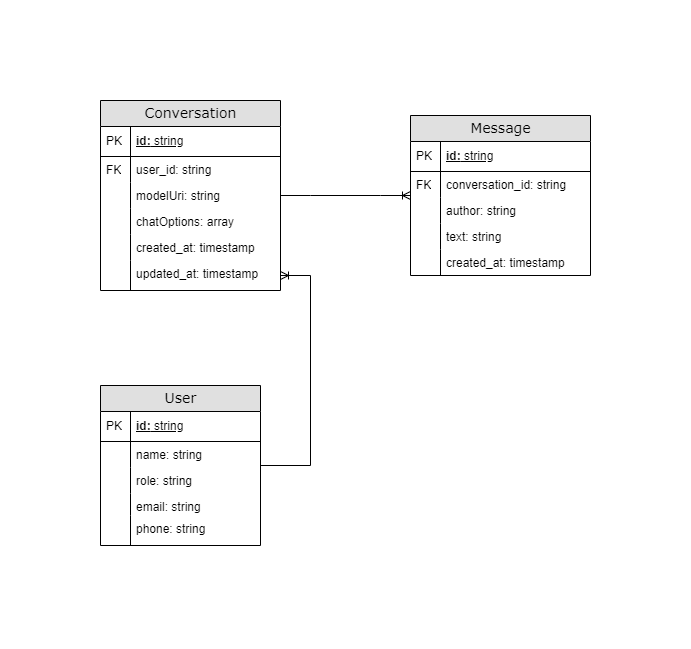 Conversation
PK id: string
FK user_id: string
modelUri: string
chatOptions: array
created_at: timestamp
updated_at: timestamp
Message
PK id: string
FK conversation_id: string
author: string
text: string
created_at: timestamp
User
PK id: string
name: string
role: string
email: string
phone: string